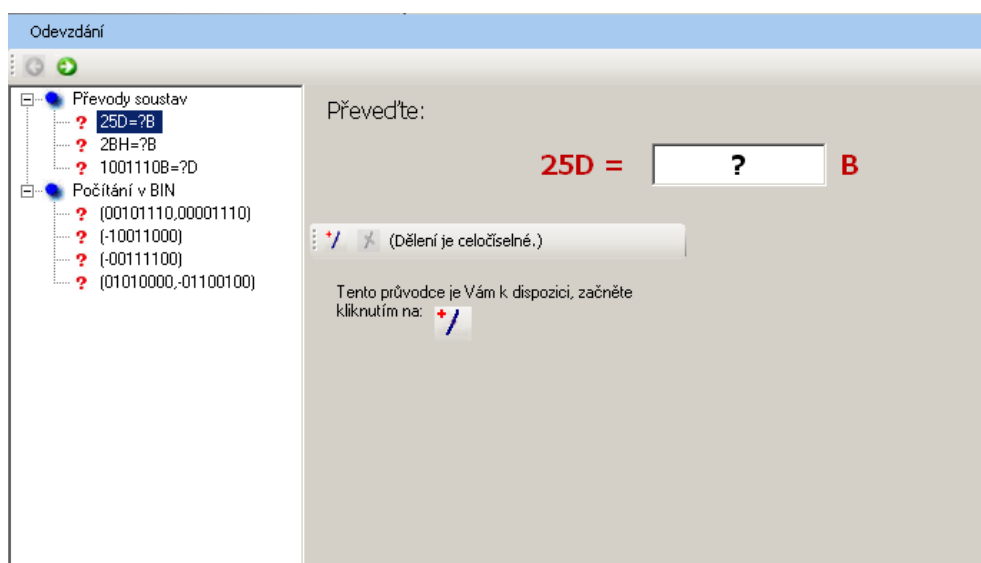 Odevzdání
Převody soustav
? 25D=?B
? 2BH=?B
? 1001110B=?D
Počítání v BIN
? (00101110,00001110)
? (-10011000)
? (-00111100)
? (01010000,-01100100)
Převeďte:
25D = ? B
(Dělení je celočíselné.)
Tento průvodce je Vám k dispozici, začněte
kliknutím na: